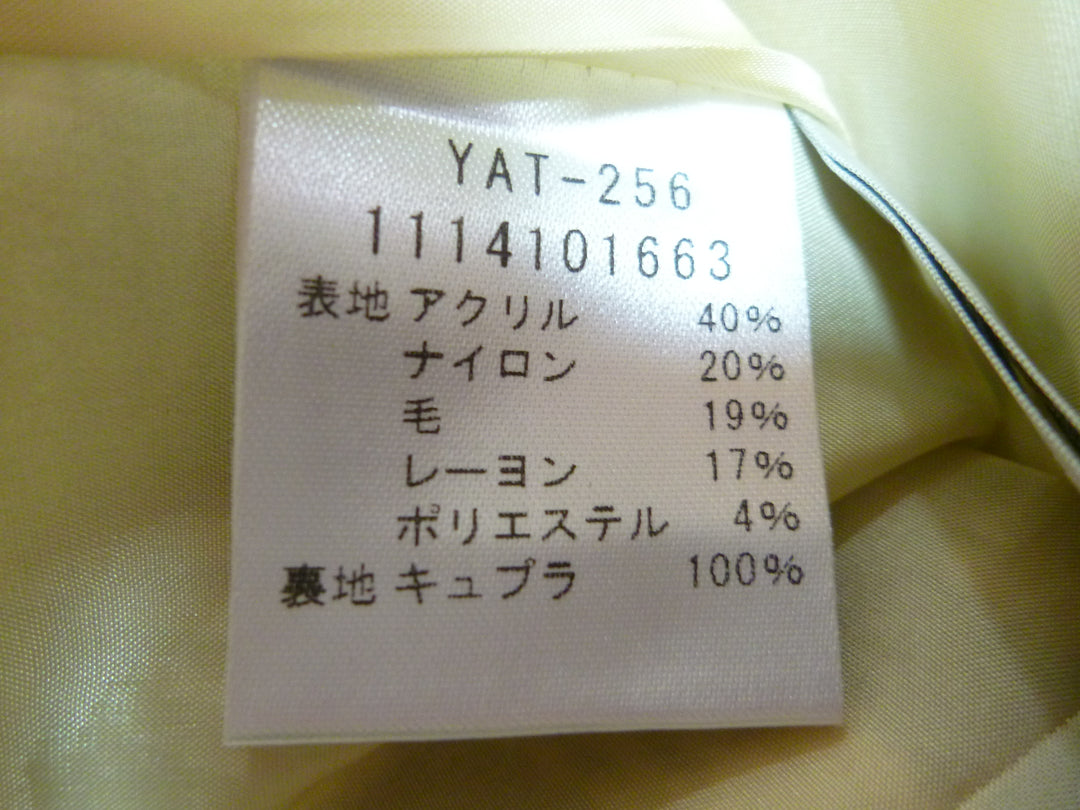 YAT-256
1114101663
表地 アクリル 40%
ナイロン 20%
毛 19%
レーヨン 17%
ポリエステル 4%
裏地 キュプラ 100%